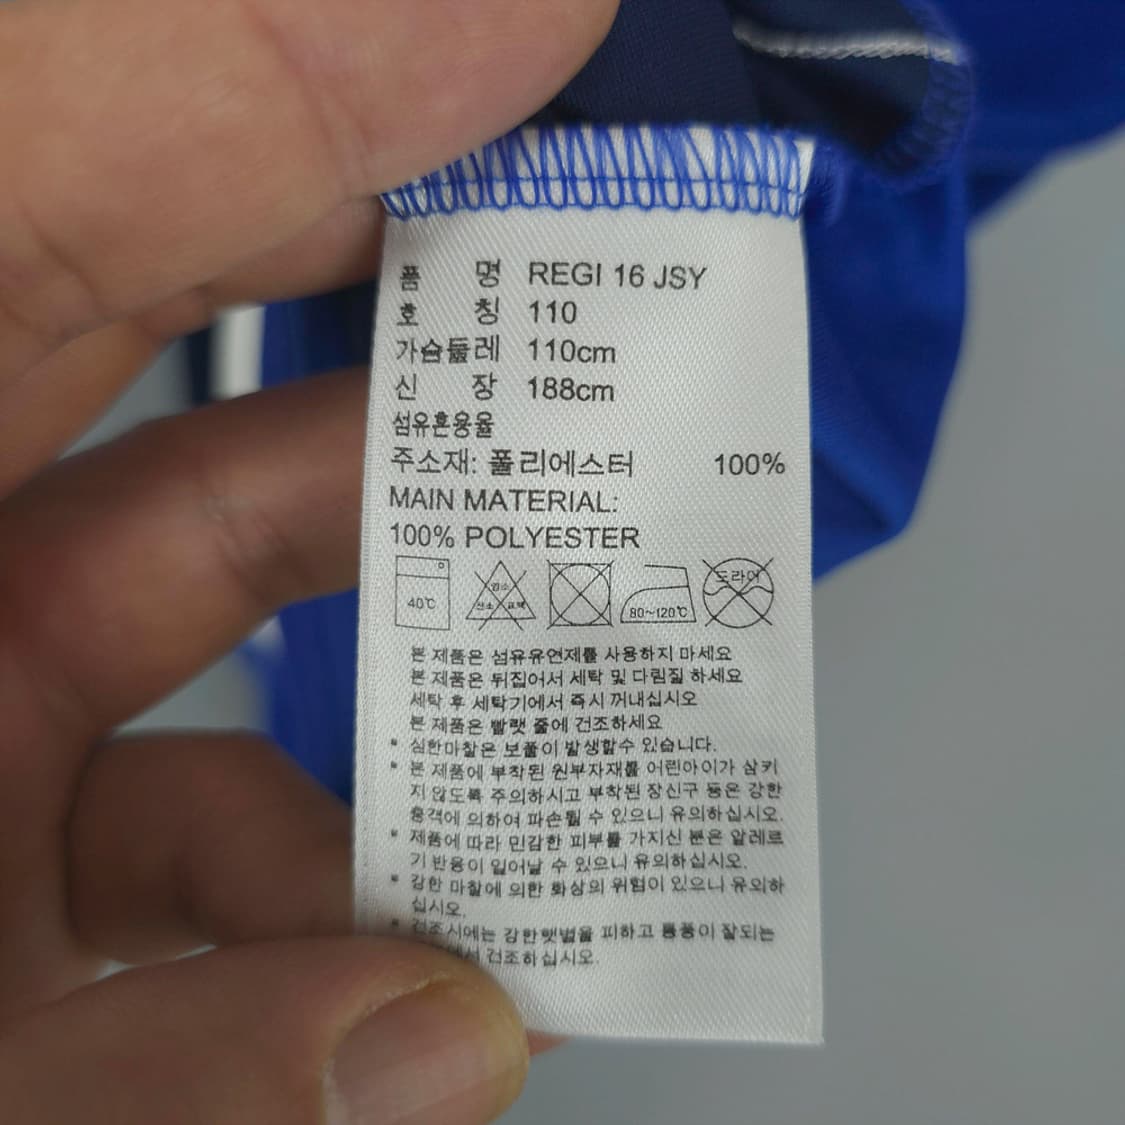 품 명 REGI 16 JSY
호 칭 110
가슴둘레 110cm
신 장 188cm
섬유혼용율
주소재: 폴리에스터 100%
MAIN MATERIAL:
100% POLYESTER
40℃ 염소 산소 표백 80~120℃ 드라이
본 제품은 섬유유연제를 사용하지 마세요
본 제품은 뒤집어서 세탁 및 다림질 하세요
세탁 후 세탁기에서 즉시 꺼내십시오
본 제품은 빨랫 줄에 건조하세요
* 심한마찰은 보풀이 발생할수 있습니다.
* 본 제품에 부착된 원부자재를 어린아이가 삼키
지 않도록 주의하시고 부착된 장신구 등은 강한
충격에 의하여 파손될 수 있으니 유의하십시오.
* 제품에 따라 민감한 피부를 가지신 분은 알레르
기 반응이 일어날 수 있으니 유의하십시오.
* 강한 마찰에 의한 화상의 위험이 있으니 유의하
십시오.
* 건조시에는 강한햇볕을 피하고 통풍이 잘되는
에서 건조하십시오.